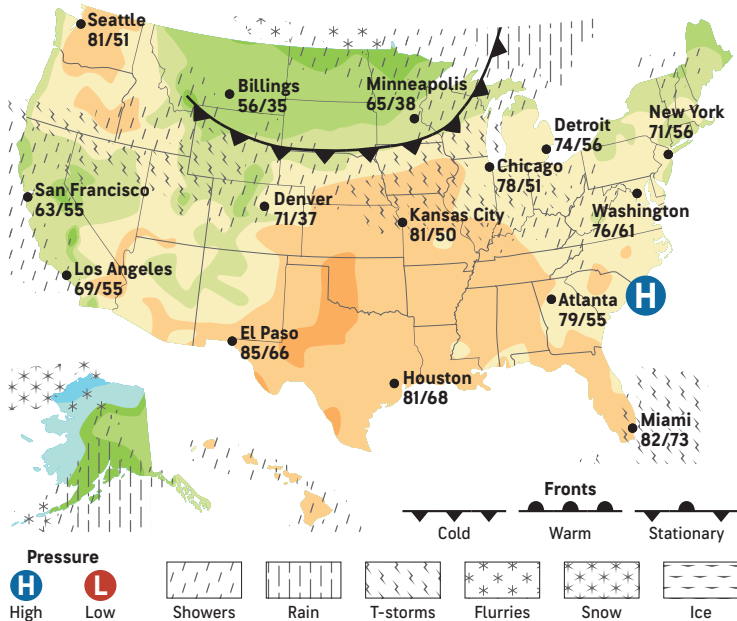 Seattle
81/51
Billings
56/35
Minneapolis
65/38
Detroit
74/56
New York
71/56
Chicago
78/51
San Francisco
63/55
Denver
71/37
Kansas City
81/50
Washington
76/61
Los Angeles
69/55
Atlanta
79/55
H
El Paso
85/66
Houston
81/68
Miami
82/73
Fronts
Cold
Warm
Stationary
Pressure
H
L
High
Low
Showers
Rain
T-storms
Flurries
Snow
Ice